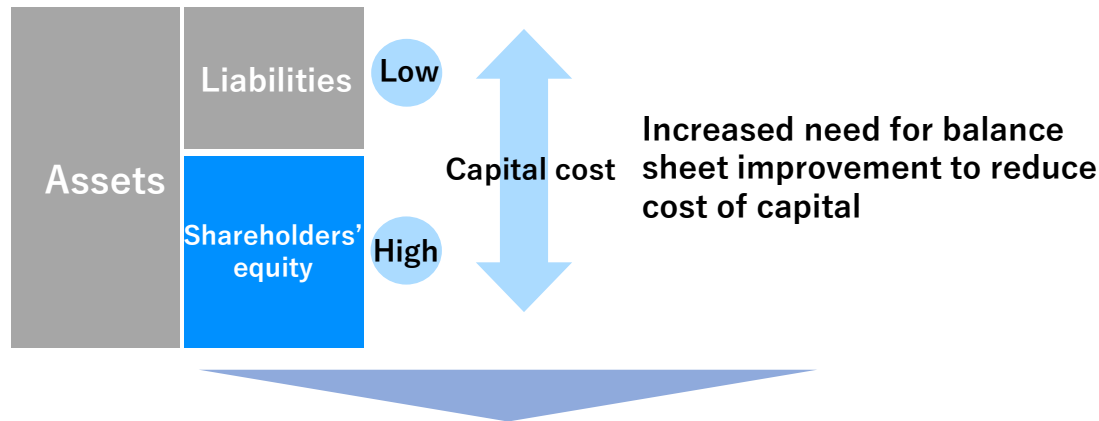 Assets
Liabilities
Low
Shareholders’
equity
High
Capital cost
Increased need for balance
sheet improvement to reduce
cost of capital